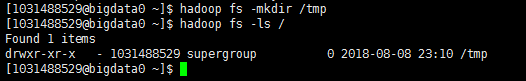 [1031488529@bigdata0 ~]$ hadoop fs -mkdir /tmp
[1031488529@bigdata0 ~]$ hadoop fs -ls /
Found 1 items
drwxr-xr-x   - 1031488529 supergroup          0 2018-08-08 23:10 /tmp
[1031488529@bigdata0 ~]$